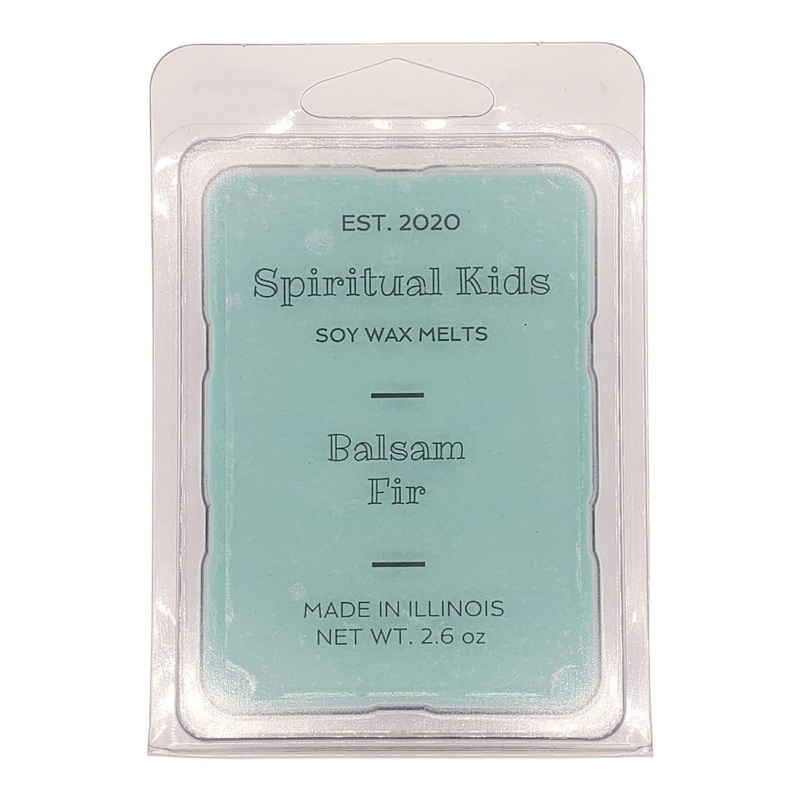 EST. 2020
Spiritual Kids
SOY WAX MELTS
Balsam
Fir
MADE IN ILLINOIS
NET WT. 2.6 oz